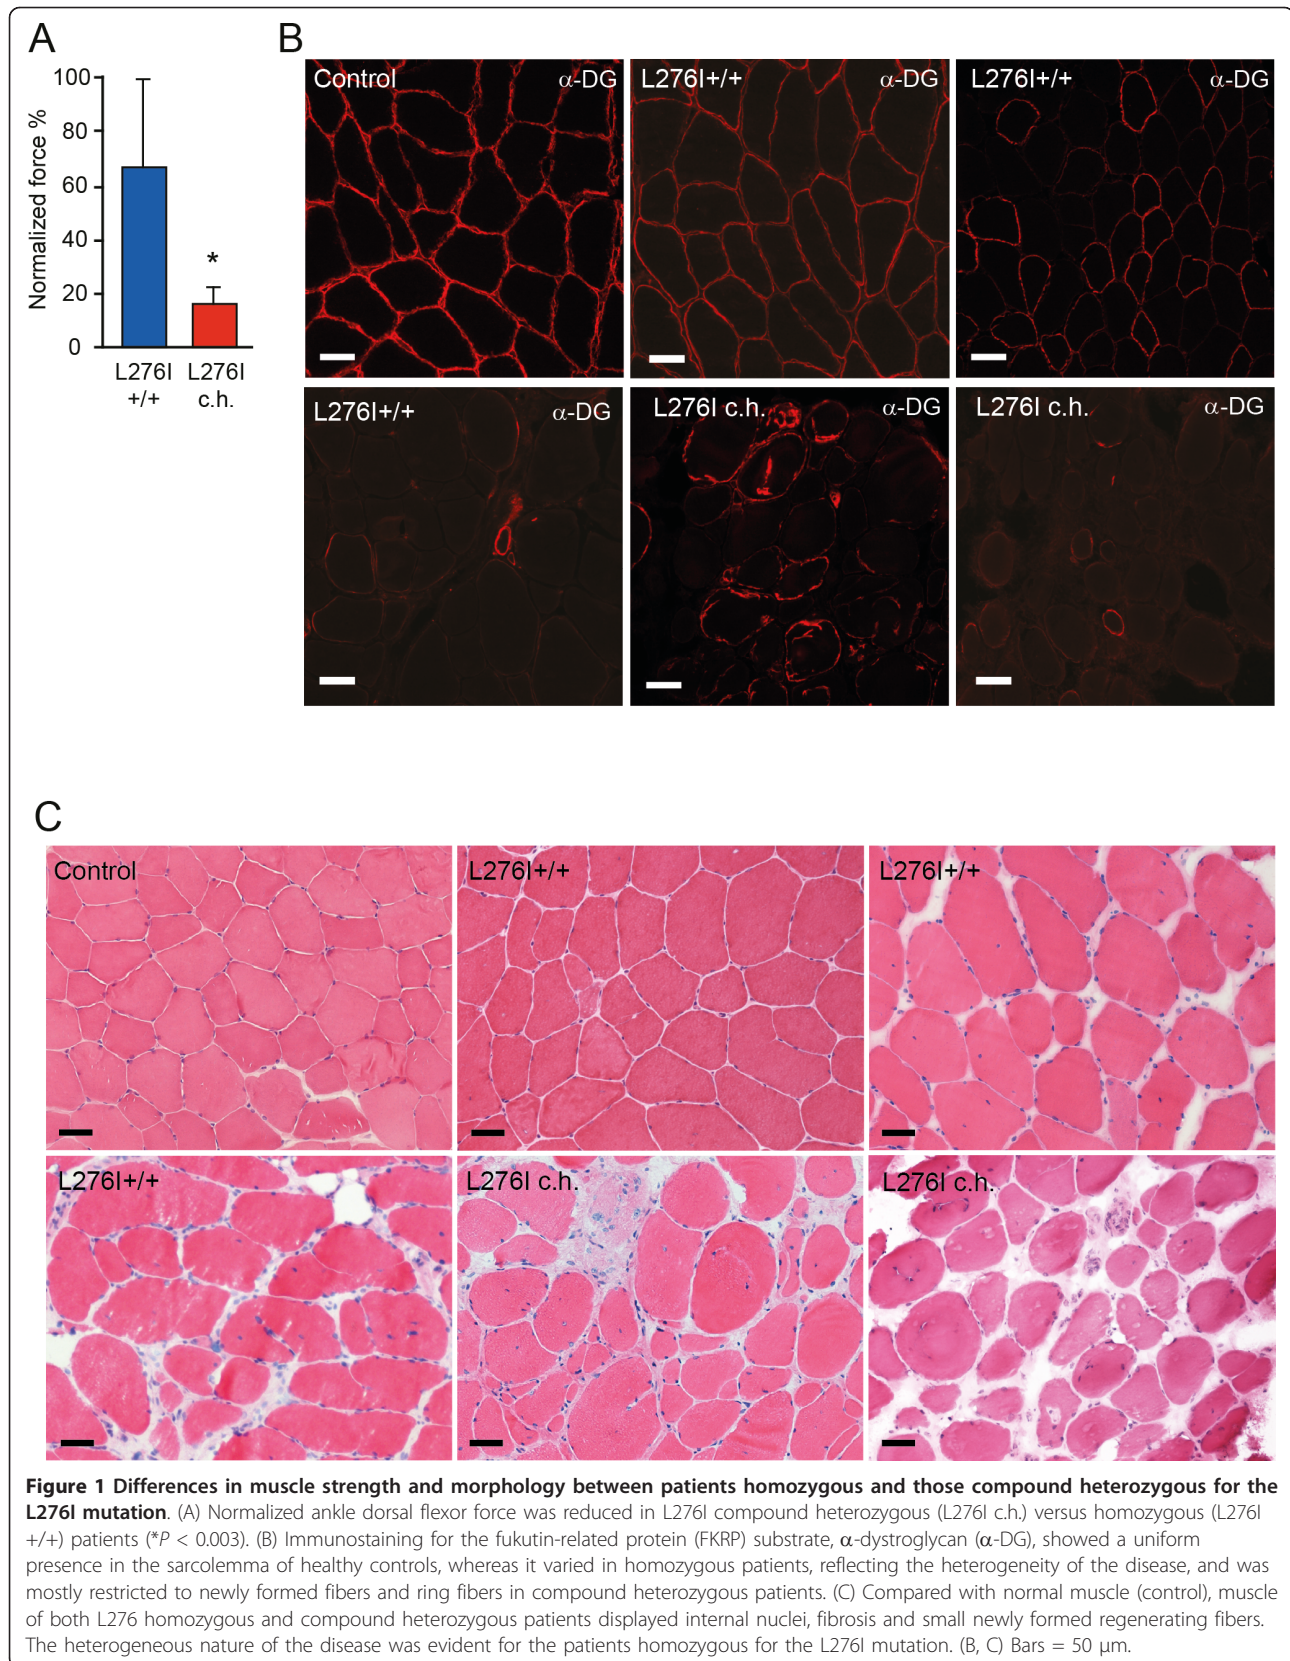 A
100
80
60
40
20
0
Normalized force %
*
L276I
+/+
L276I
c.h.
B
Control α-DG
L276I+/+ α-DG
L276I+/+ α-DG
L276I+/+ α-DG
L276I c.h. α-DG
L276I c.h. α-DG
C
Control
L276I+/+
L276I+/+
L276I+/+
L276I c.h.
L276I c.h.
Figure 1 Differences in muscle strength and morphology between patients homozygous and those compound heterozygous for the
L276I mutation. (A) Normalized ankle dorsal flexor force was reduced in L276I compound heterozygous (L276I c.h.) versus homozygous (L276I
+/+) patients (*P < 0.003). (B) Immunostaining for the fukutin-related protein (FKRP) substrate, α-dystroglycan (α-DG), showed a uniform
presence in the sarcolemma of healthy controls, whereas it varied in homozygous patients, reflecting the heterogeneity of the disease, and was
mostly restricted to newly formed fibers and ring fibers in compound heterozygous patients. (C) Compared with normal muscle (control), muscle
of both L276 homozygous and compound heterozygous patients displayed internal nuclei, fibrosis and small newly formed regenerating fibers.
The heterogeneous nature of the disease was evident for the patients homozygous for the L276I mutation. (B, C) Bars = 50 μm.